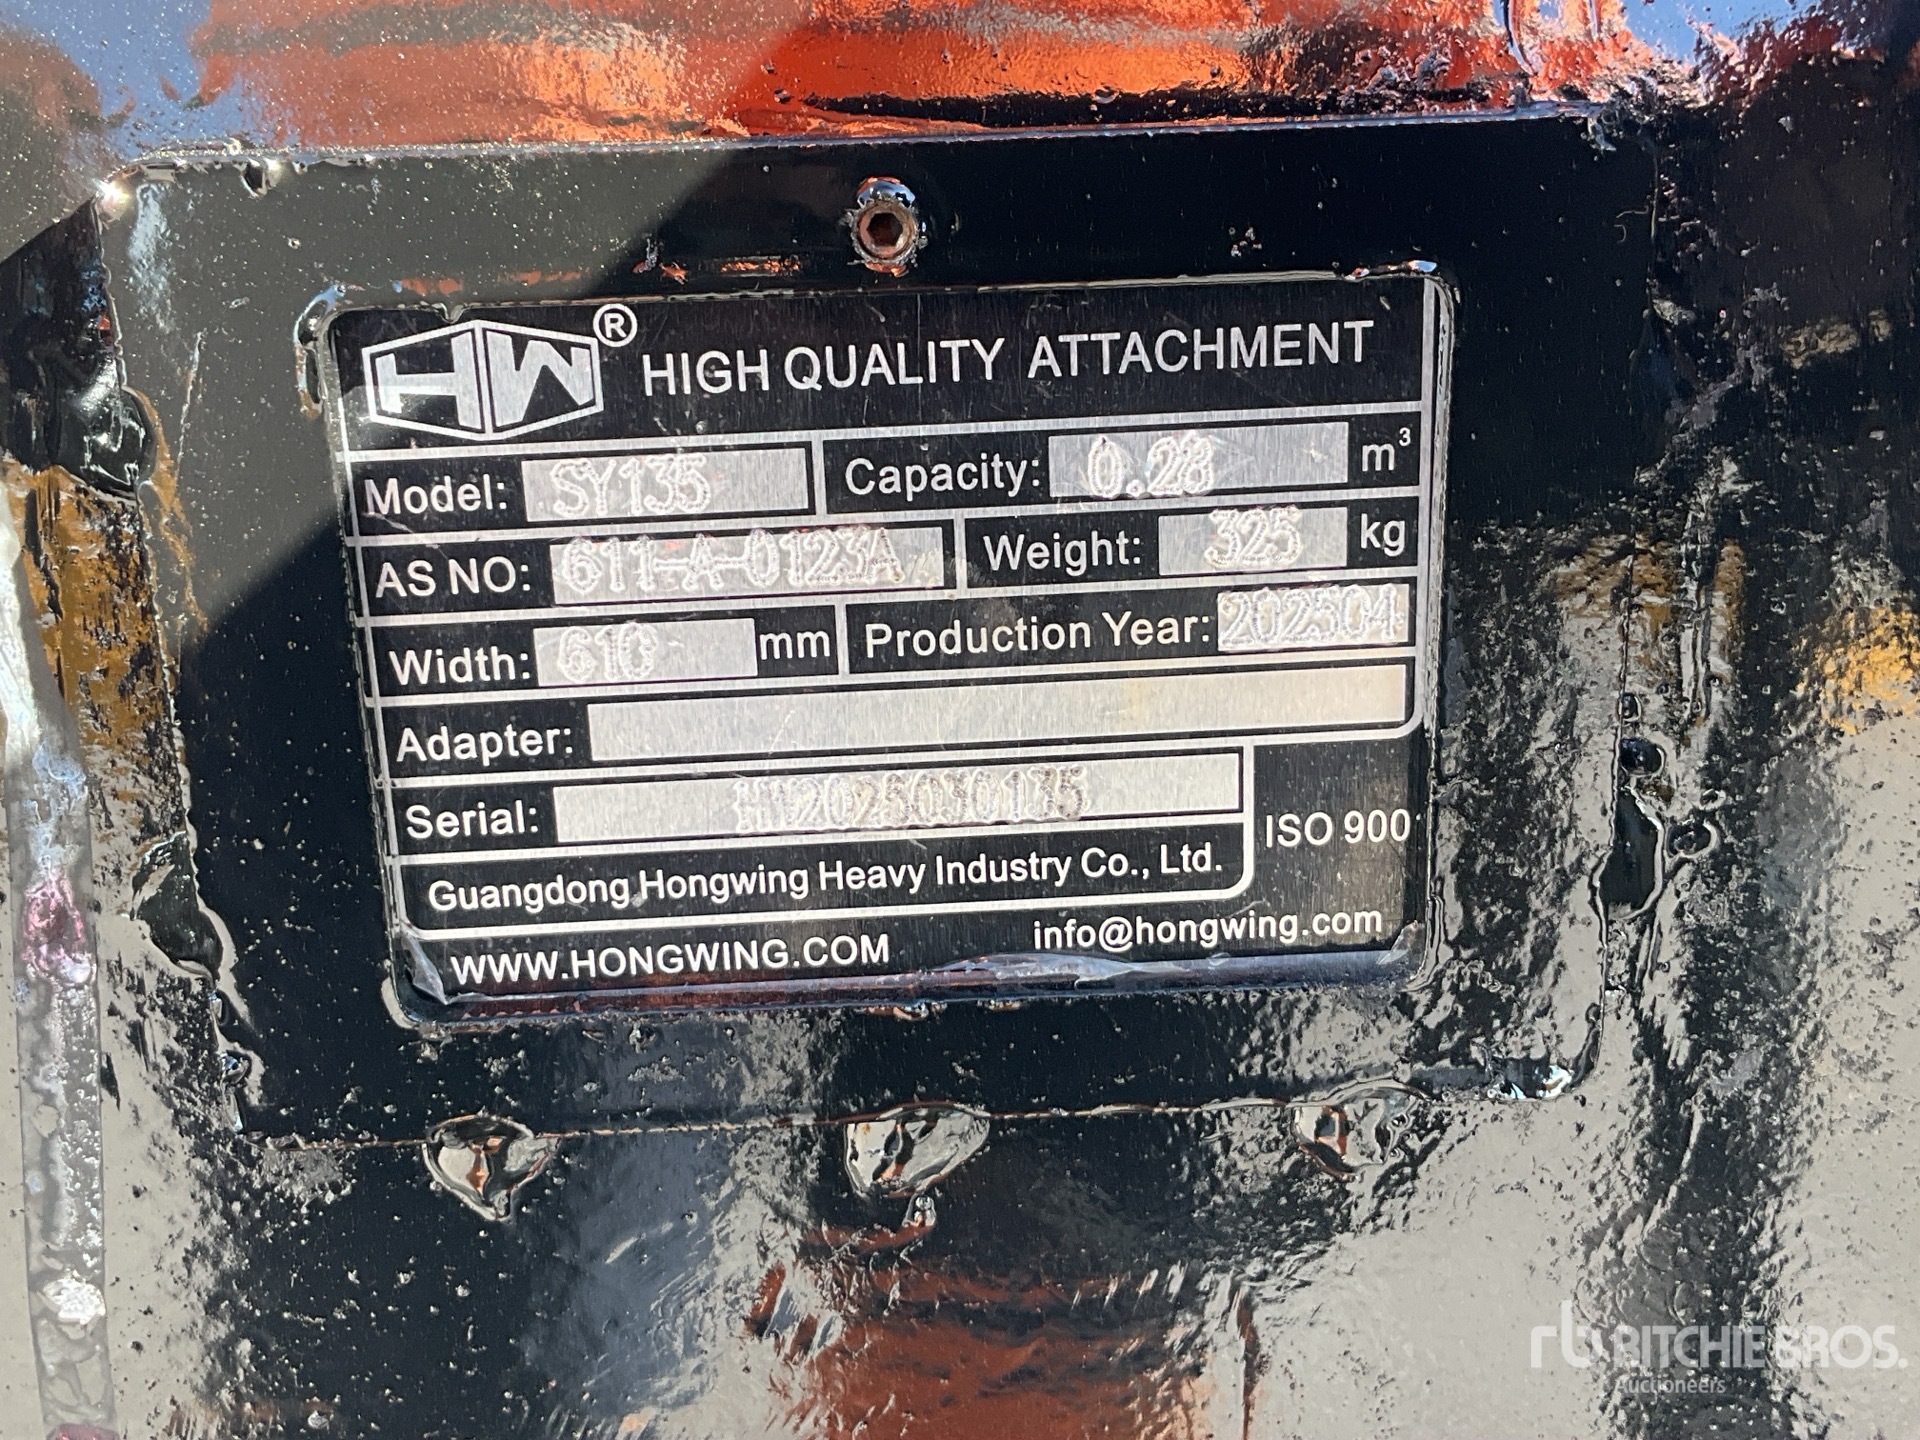 HW® HIGH QUALITY ATTACHMENT
Model: SY135 Capacity: 0.28 m³
AS NO: 611-A-0123A Weight: 325 kg
Width: 610 mm Production Year: 202504
Adapter:
Serial: HW2025030135
ISO 900
Guangdong Hongwing Heavy Industry Co., Ltd.
WWW.HONGWING.COM info@hongwing.com
rb RITCHIE BROS.
Auctioneers